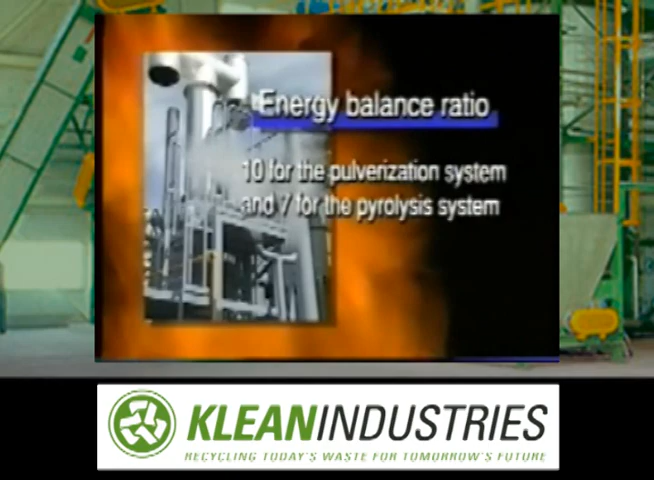 Energy balance ratio
10 for the pulverization system
and 7 for the pyrolysis system
KLEANINDUSTRIES
RECYCLING TODAY'S WASTE FOR TOMORROW'S FUTURE